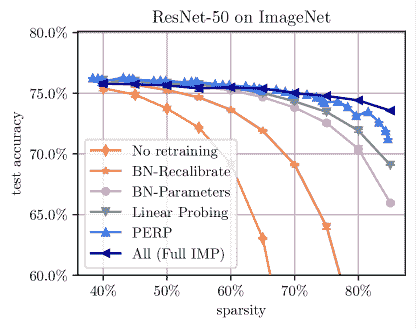 ResNet-50 on ImageNet
80.0%
75.0%
70.0%
65.0%
60.0%
test accuracy
No retraining
BN-Recalibrate
BN-Parameters
Linear Probing
PERP
All (Full IMP)
40%
50%
60%
70%
80%
sparsity